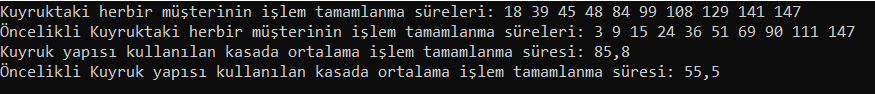 Kuyruktaki herbir müşterinin işlem tamamlanma süreleri: 18 39 45 48 84 99 108 129 141 147
Öncelikli Kuyruktaki herbir müşterinin işlem tamamlanma süreleri: 3 9 15 24 36 51 69 90 111 147
Kuyruk yapısı kullanılan kasada ortalama işlem tamamlanma süresi: 85,8
Öncelikli Kuyruk yapısı kullanılan kasada ortalama işlem tamamlanma süresi: 55,5